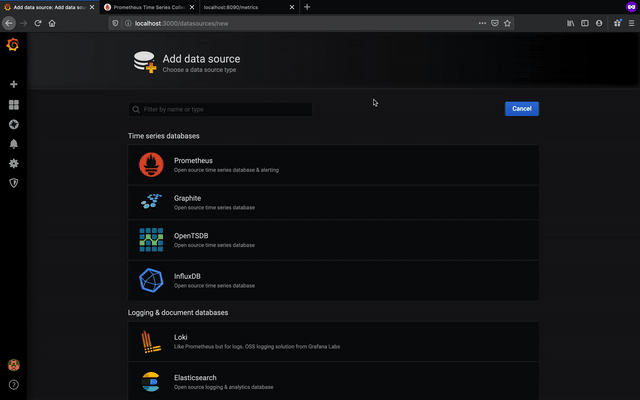 Add data source: Add data sou
Prometheus Time Series Colle
localhost:8090/metrics
localhost:3000/datasources/new
Add data source
Choose a data source type
Filter by name or type
Cancel
Time series databases
Prometheus
Open source time series database & alerting
Graphite
Open source time series database
OpenTSDB
Open source time series database
InfluxDB
Open source time series database
Logging & document databases
Loki
Like Prometheus but for logs. OSS logging solution from Grafana Labs
Elasticsearch
Open source logging & analytics database